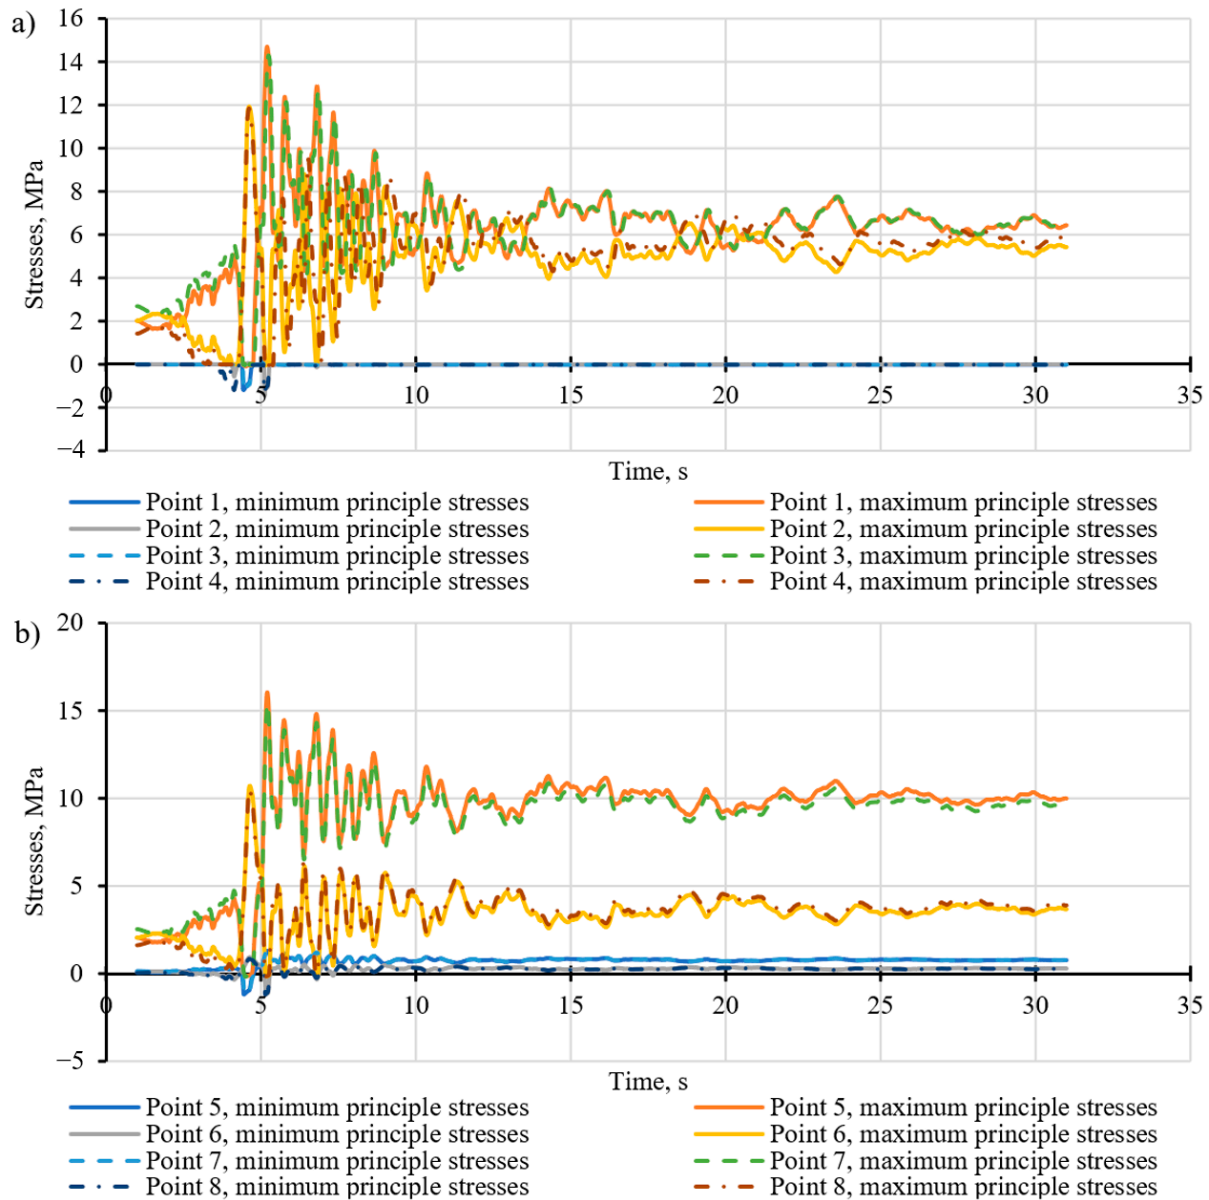 a)
16
14
12
10
8
6
4
2
0
−2
−4
Stresses, MPa
0 5 10 15 20 25 30 35
Time, s
Point 1, minimum principle stresses Point 1, maximum principle stresses
Point 2, minimum principle stresses Point 2, maximum principle stresses
Point 3, minimum principle stresses Point 3, maximum principle stresses
Point 4, minimum principle stresses Point 4, maximum principle stresses
b)
20
15
10
5
0
−5
Stresses, MPa
0 5 10 15 20 25 30 35
Time, s
Point 5, minimum principle stresses Point 5, maximum principle stresses
Point 6, minimum principle stresses Point 6, maximum principle stresses
Point 7, minimum principle stresses Point 7, maximum principle stresses
Point 8, minimum principle stresses Point 8, maximum principle stresses